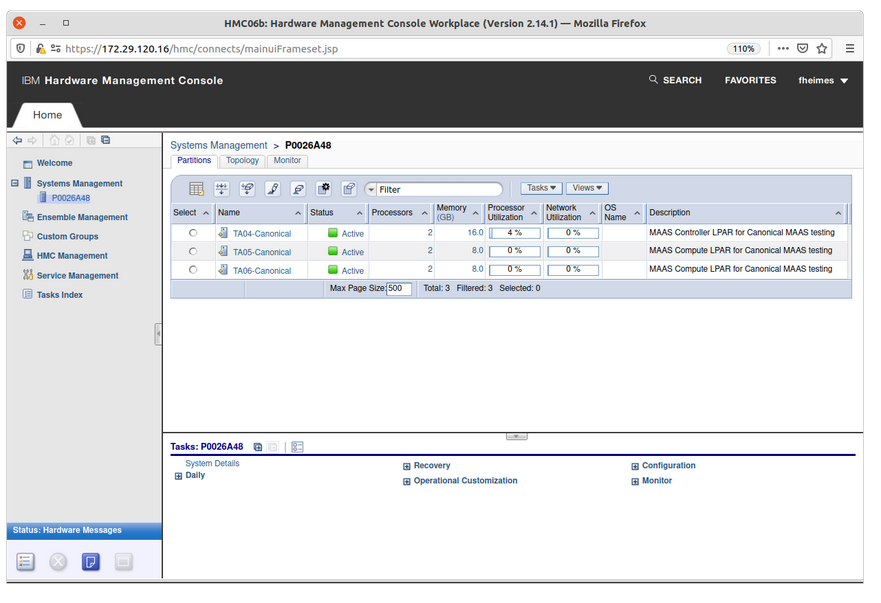 HMC06b: Hardware Management Console Workplace (Version 2.14.1) — Mozilla Firefox
https://172.29.120.16/hmc/connects/mainuiFrameset.jsp 110%
IBM Hardware Management Console SEARCH FAVORITES fheimes
Home
Systems Management > P0026A48
Partitions Topology Monitor
Welcome
Systems Management
P0026A48
Ensemble Management
Custom Groups
HMC Management
Service Management
Tasks Index
Filter Tasks Views
Select Name Status Processors Memory (GB) Processor Utilization Network Utilization OS Name Description
TA04-Canonical Active 2 16.0 4 % 0 % MAAS Controller LPAR for Canonical MAAS testing
TA05-Canonical Active 2 8.0 0 % 0 % MAAS Compute LPAR for Canonical MAAS testing
TA06-Canonical Active 2 8.0 0 % 0 % MAAS Compute LPAR for Canonical MAAS testing
Max Page Size: 500 Total: 3 Filtered: 3 Selected: 0
Tasks: P0026A48
System Details
Daily
Recovery
Operational Customization
Configuration
Monitor
Status: Hardware Messages